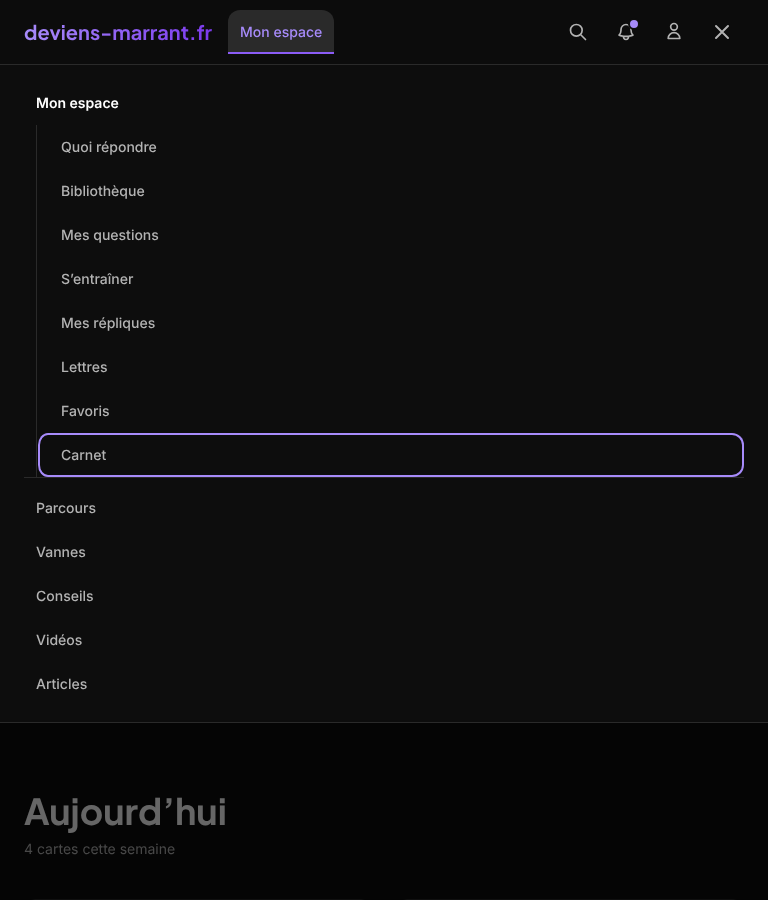 deviens-marrant.fr
Mon espace
Mon espace
Quoi répondre
Bibliothèque
Mes questions
S’entraîner
Mes répliques
Lettres
Favoris
Carnet
Parcours
Vannes
Conseils
Vidéos
Articles
Aujourd’hui
4 cartes cette semaine